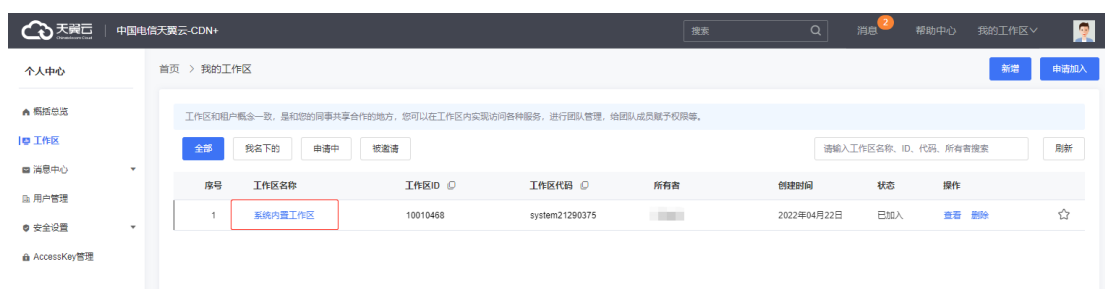 天翼云 中国电信天翼云-CDN+ 搜索 消息 2 帮助中心 我的工作区
个人中心 首页 > 我的工作区 新增 申请加入
概括总览 工作区和租户概念一致，是和您的同事共享合作的地方，您可以在工作区内实现访问各种服务，进行团队管理，给团队成员赋予权限等。
工作区 全部 我名下的 申请中 被邀请 请输入工作区名称、ID、代码、所有者搜索 刷新
消息中心
序号 工作区名称 工作区ID 工作区代码 所有者 创建时间 状态 操作
用户管理
1 系统内置工作区 10010468 system21290375 2022年04月22日 已加入 查看 删除
安全设置
AccessKey管理